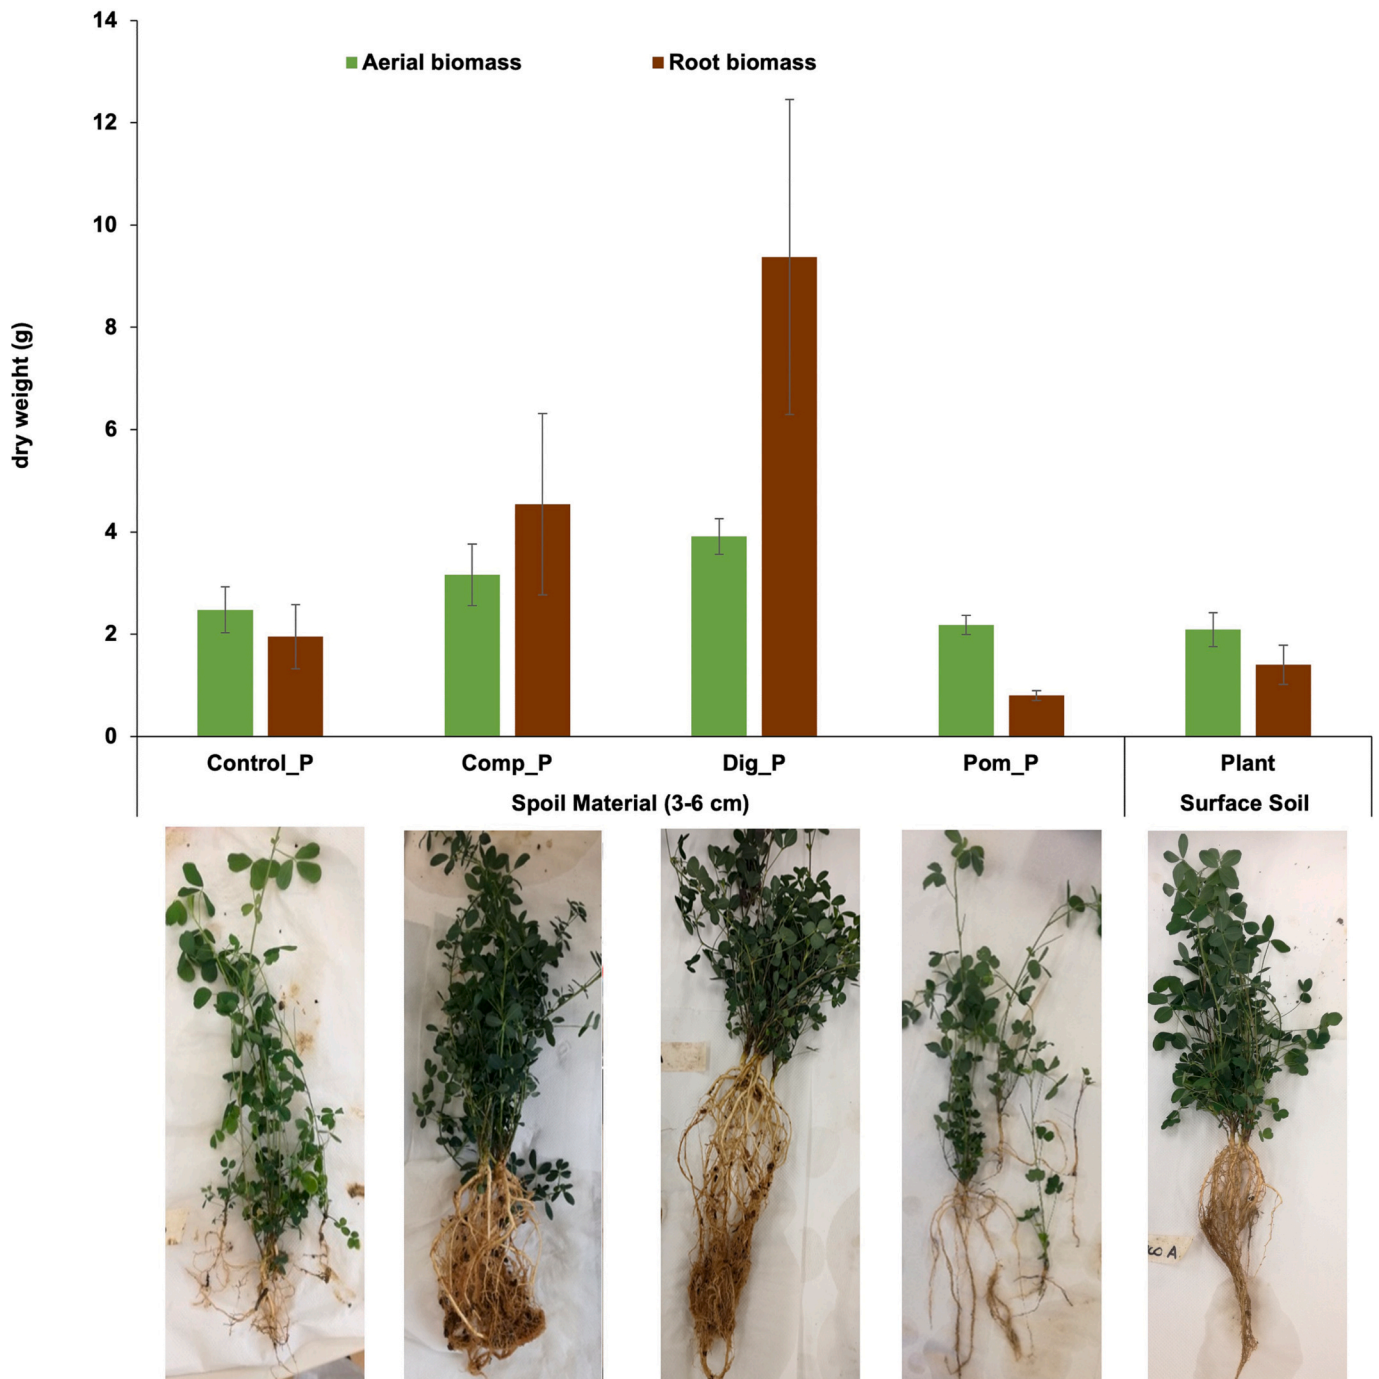 14
Aerial biomass
Root biomass
12
10
8
6
4
2
0
dry weight (g)
Control_P
Comp_P
Dig_P
Pom_P
Plant
Spoil Material (3-6 cm)
Surface Soil
A